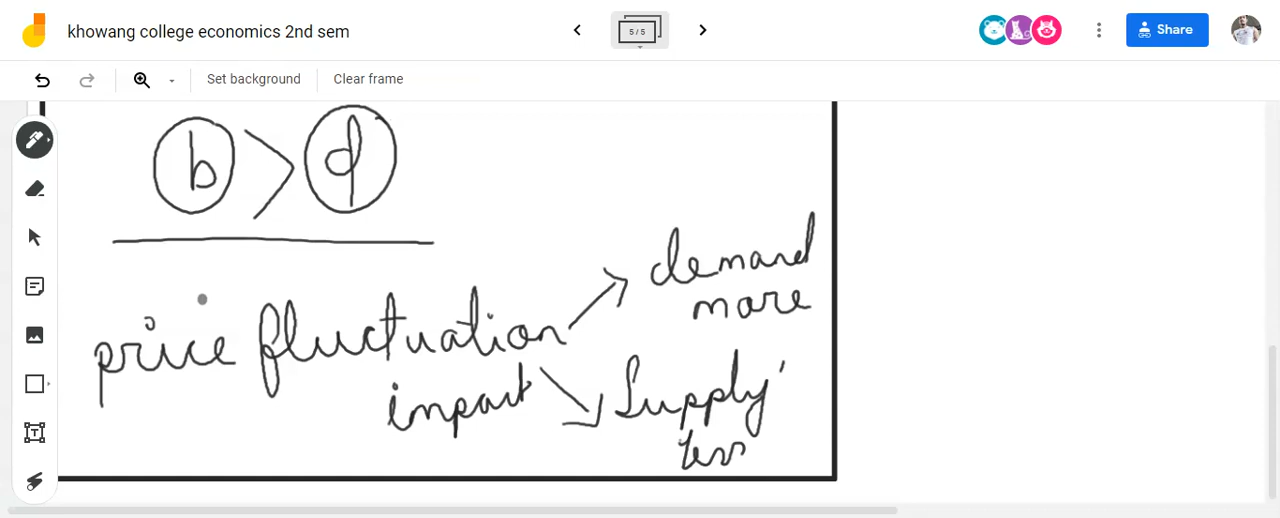 khowang college economics 2nd sem
5 / 5
Share
Set background
Clear frame
b > d
demand
more
price fluctuation
impact
Supply
less